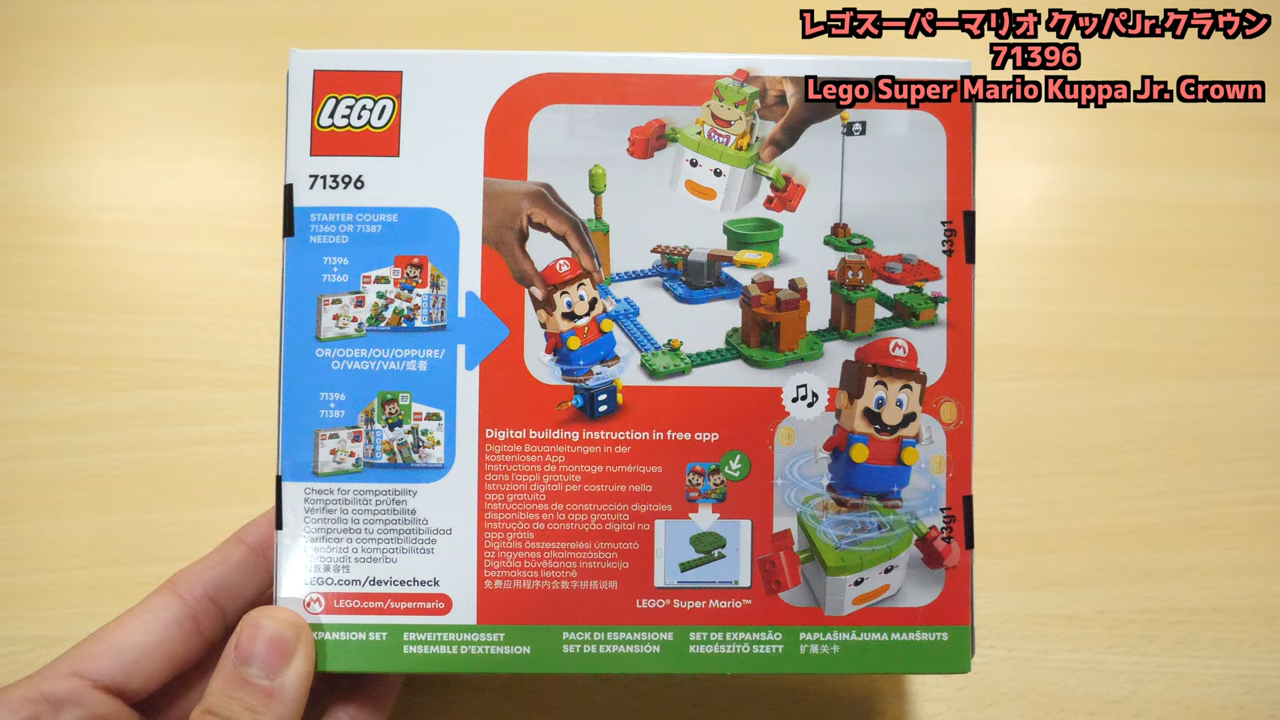 レゴスーパーマリオ クッパJr.クラウン
71396
Lego Super Mario Kuppa Jr. Crown
LEGO
71396
STARTER COURSE
71360 OR 71387
NEEDED
71396
+
71360
OR/ODER/OU/OPPURE/
O/VAGY/VAI/或者
71396
+
71387
Check for compatibility
Kompatibilität prüfen
Vérifier la compatibilité
Controlla la compatibilità
Comprueba tu compatibilidad
Verificar a compatibilidade
a kompatibilitást
saderību
兼容性
LEGO.com/devicecheck
M LEGO.com/supermario
43g1
43g1
Digital building instruction in free app
Digitale Bauanleitungen in der
kostenlosen App
Instructions de montage numériques
dans l'appli gratuite
Istruzioni digitali per costruire nella
app gratuita
Instrucciones de construcción digitales
disponibles en la app gratuita
Instrução de construção digital na
app grátis
Digitális összeszerelési útmutató
az ingyenes alkalmazásban
Digitāla būvēšanas instrukcija
bezmaksas lietotnē
免费应用程序内含数字拼搭说明
LEGO® Super Mario™
XPANSION SET
ERWEITERUNGSSET
ENSEMBLE D'EXTENSION
PACK DI ESPANSIONE
SET DE EXPANSIÓN
SET DE EXPANSÃO
KIEGÉSZÍTŐ SZETT
PAPLAŠINĀJUMA MARŠRUTS
扩展关卡